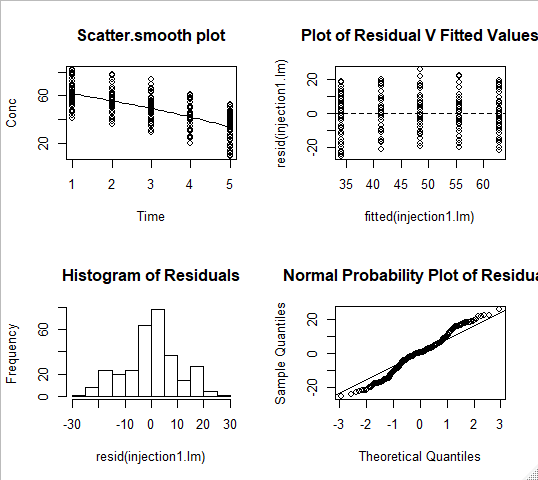 Scatter.smooth plot
Conc
20 60
1 2 3 4 5
Time
Plot of Residual V Fitted Values
resid(injection1.lm)
-20 0 20
35 40 45 50 55 60
fitted(injection1.lm)
Histogram of Residuals
Frequency
0 20 60
-30 -10 0 10 20 30
resid(injection1.lm)
Normal Probability Plot of Residua
Sample Quantiles
-20 0 20
-3 -2 -1 0 1 2 3
Theoretical Quantiles